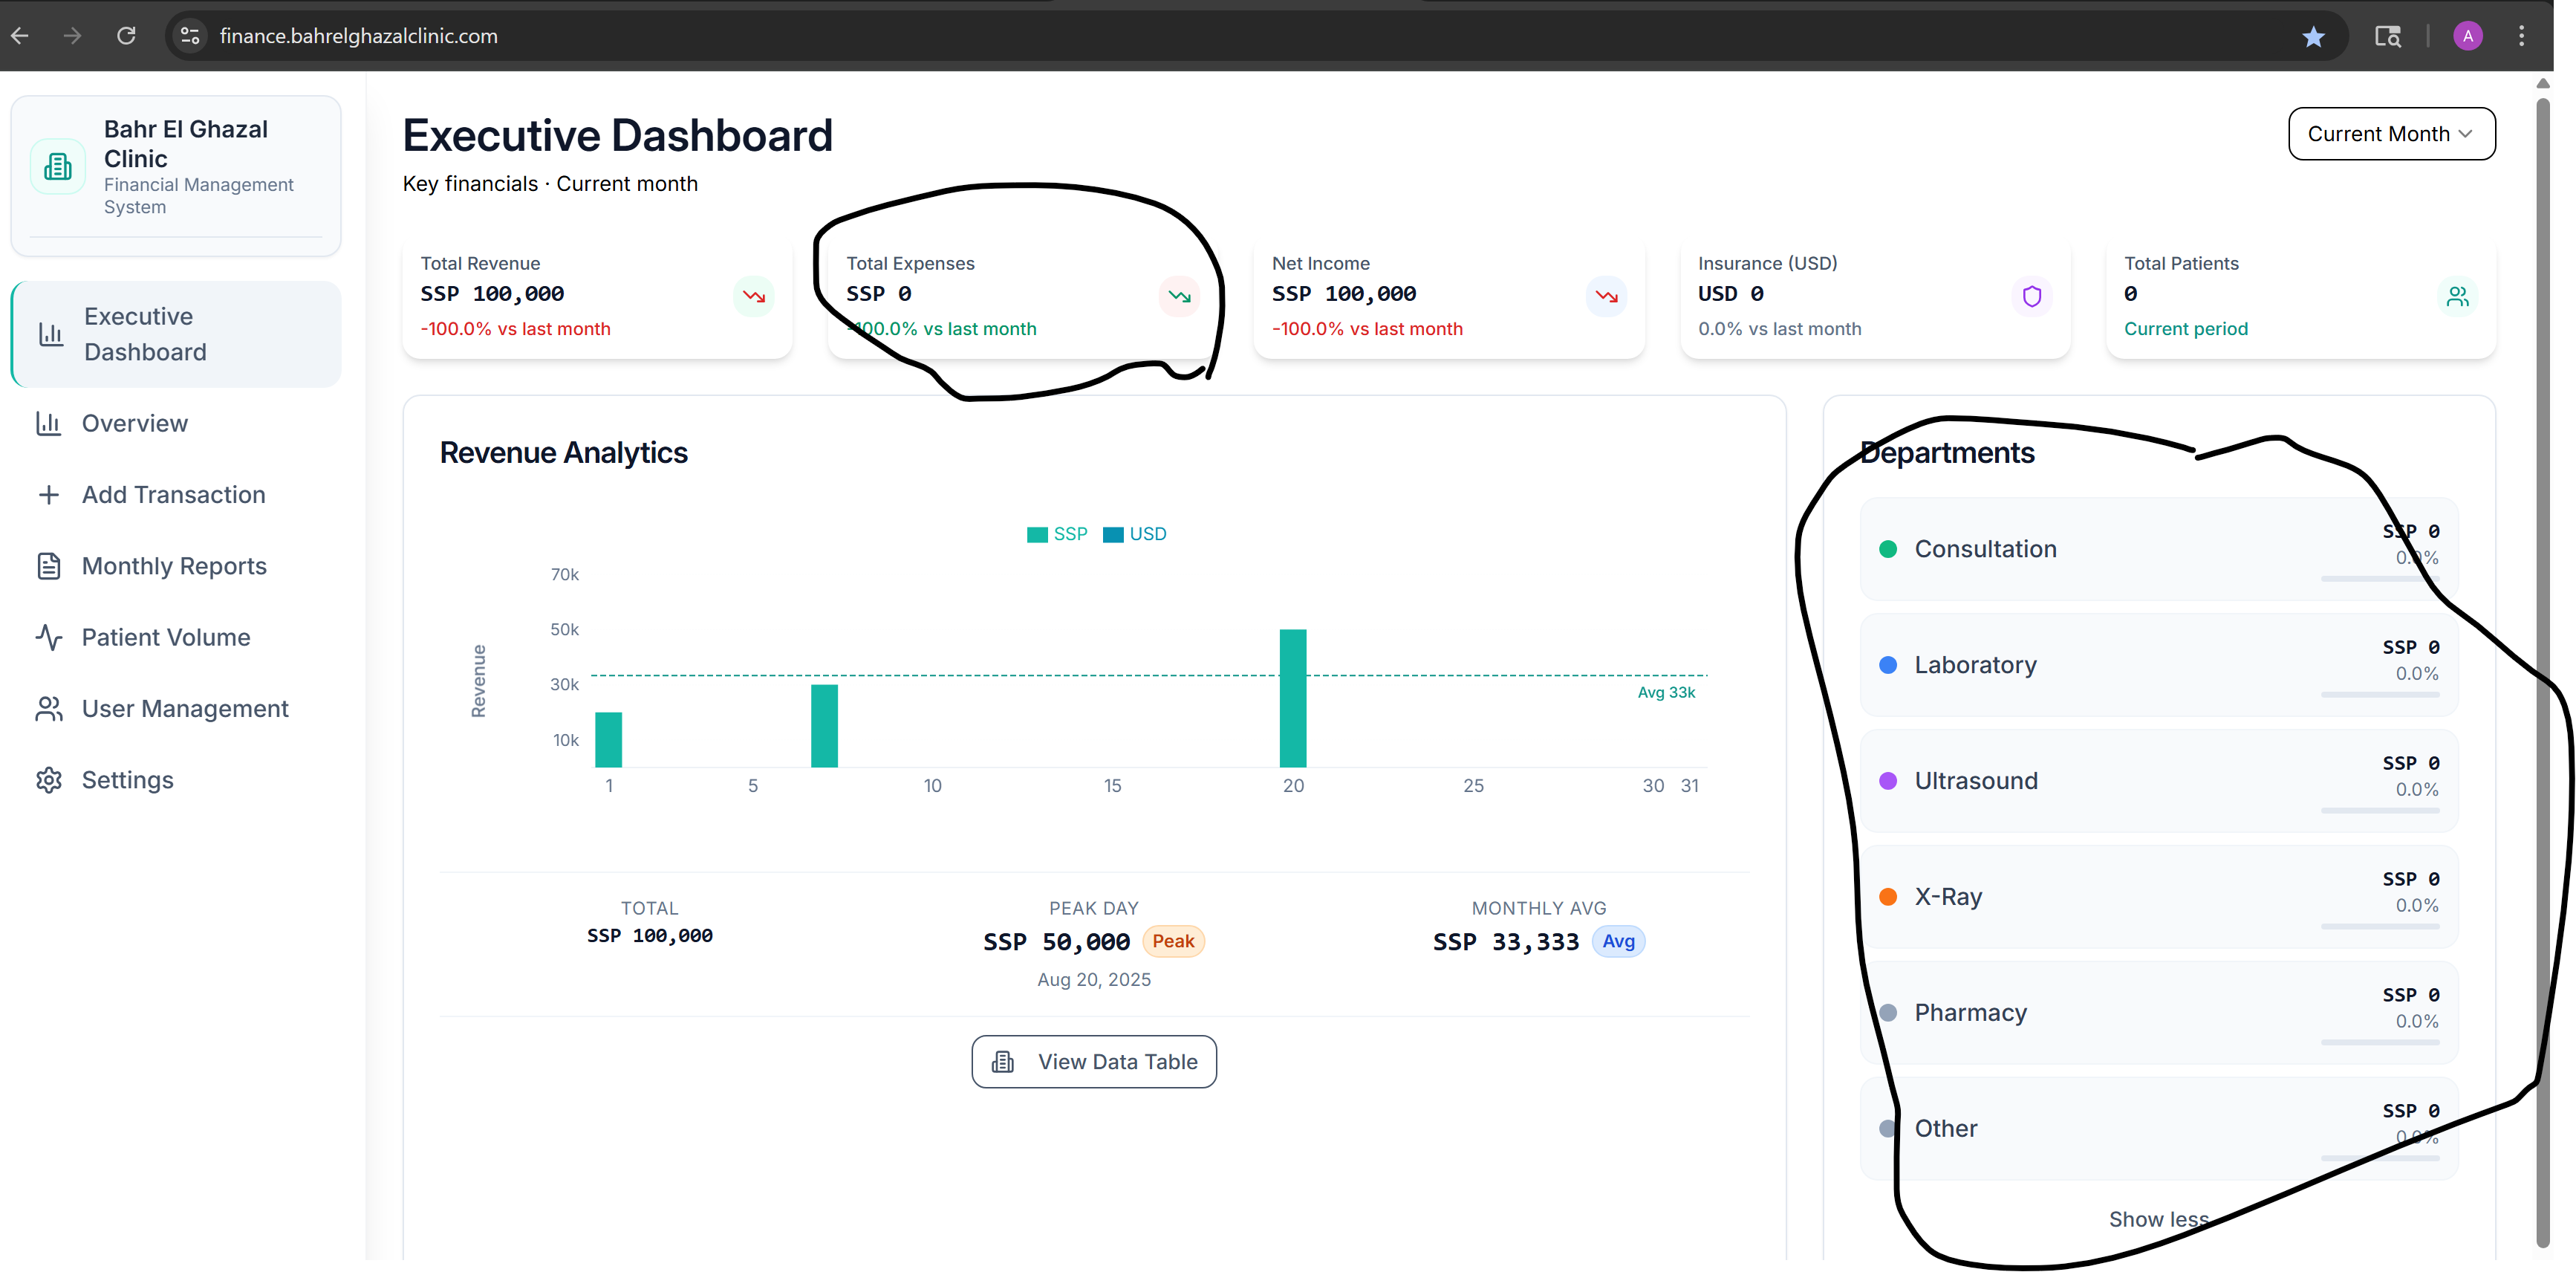 finance.bahrelghazalclinic.com
A
Bahr El Ghazal
Clinic
Financial Management
System
Executive
Dashboard
Overview
Add Transaction
Monthly Reports
Patient Volume
User Management
Settings
Executive Dashboard
Key financials · Current month
Current Month
Total Revenue
SSP 100,000
-100.0% vs last month
Total Expenses
SSP 0
-100.0% vs last month
Net Income
SSP 100,000
-100.0% vs last month
Insurance (USD)
USD 0
0.0% vs last month
Total Patients
0
Current period
Revenue Analytics
SSP USD
Revenue
70k
50k
30k
10k
Avg 33k
1 5 10 15 20 25 30 31
TOTAL
SSP 100,000
PEAK DAY
SSP 50,000 Peak
Aug 20, 2025
MONTHLY AVG
SSP 33,333 Avg
View Data Table
Departments
Consultation
SSP 0
0.0%
Laboratory
SSP 0
0.0%
Ultrasound
SSP 0
0.0%
X-Ray
SSP 0
0.0%
Pharmacy
SSP 0
0.0%
Other
SSP 0
0.0%
Show less